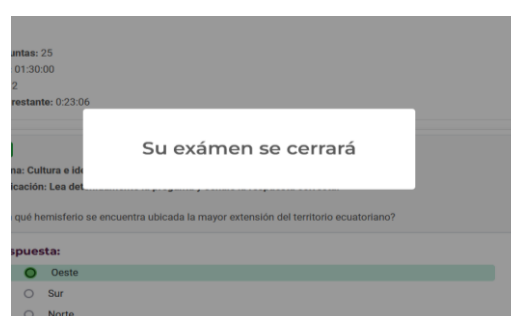 untas: 25
01:30:00
2
restante: 0:23:06
Su exámen se cerrará
ma: Cultura e ide
icación: Lea det
qué hemisferio se encuentra ubicada la mayor extensión del territorio ecuatoriano?
spuesta:
Oeste
Sur
Norte